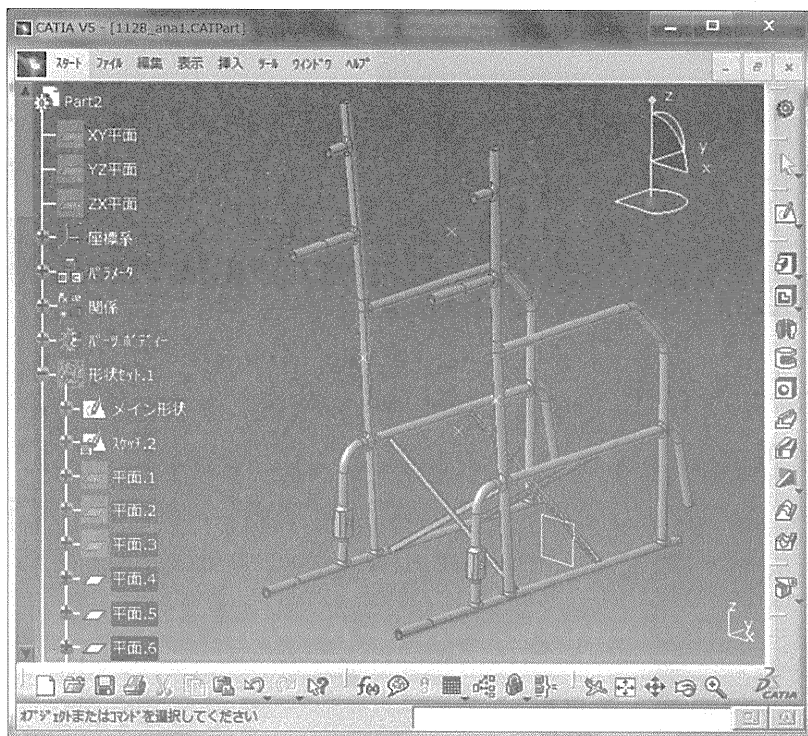 CATIA V5 - [1128_ana1.CATPart]
スタート ファイル 編集 表示 挿入 ツール ウィンドウ ヘルプ
Part2
XY平面
YZ平面
ZX平面
座標系
パラメータ
関係
パーツ.ボディー
形状セット.1
メイン形状
スケッチ.2
平面.1
平面.2
平面.3
平面.4
平面.5
平面.6
z
y
x
z
y
x
f(x)
CATIA
オブジェクトまたはコマンドを選択してください